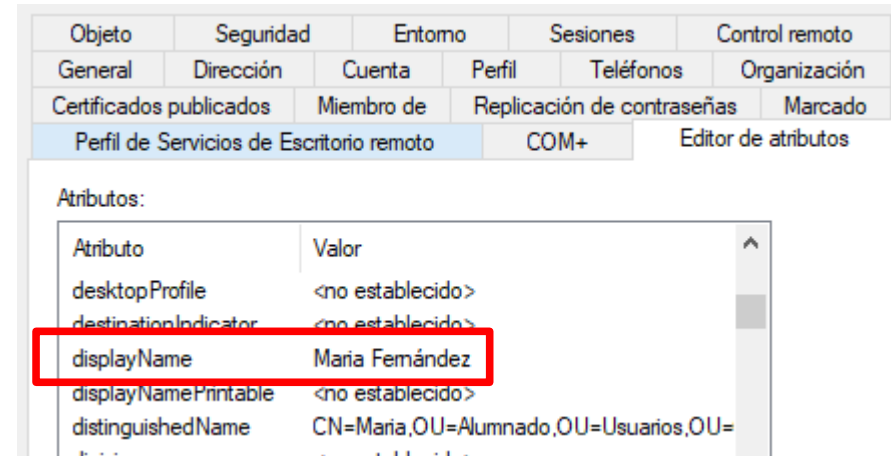 Objeto Seguridad Entorno Sesiones Control remoto
General Dirección Cuenta Perfil Teléfonos Organización
Certificados publicados Miembro de Replicación de contraseñas Marcado
Perfil de Servicios de Escritorio remoto COM+ Editor de atributos
Atributos:
Atributo Valor
desktopProfile <no establecido>
destinationIndicator <no establecido>
displayName Maria Fernández
displayNamePrintable <no establecido>
distinguishedName CN=Maria,OU=Alumnado,OU=Usuarios,OU=